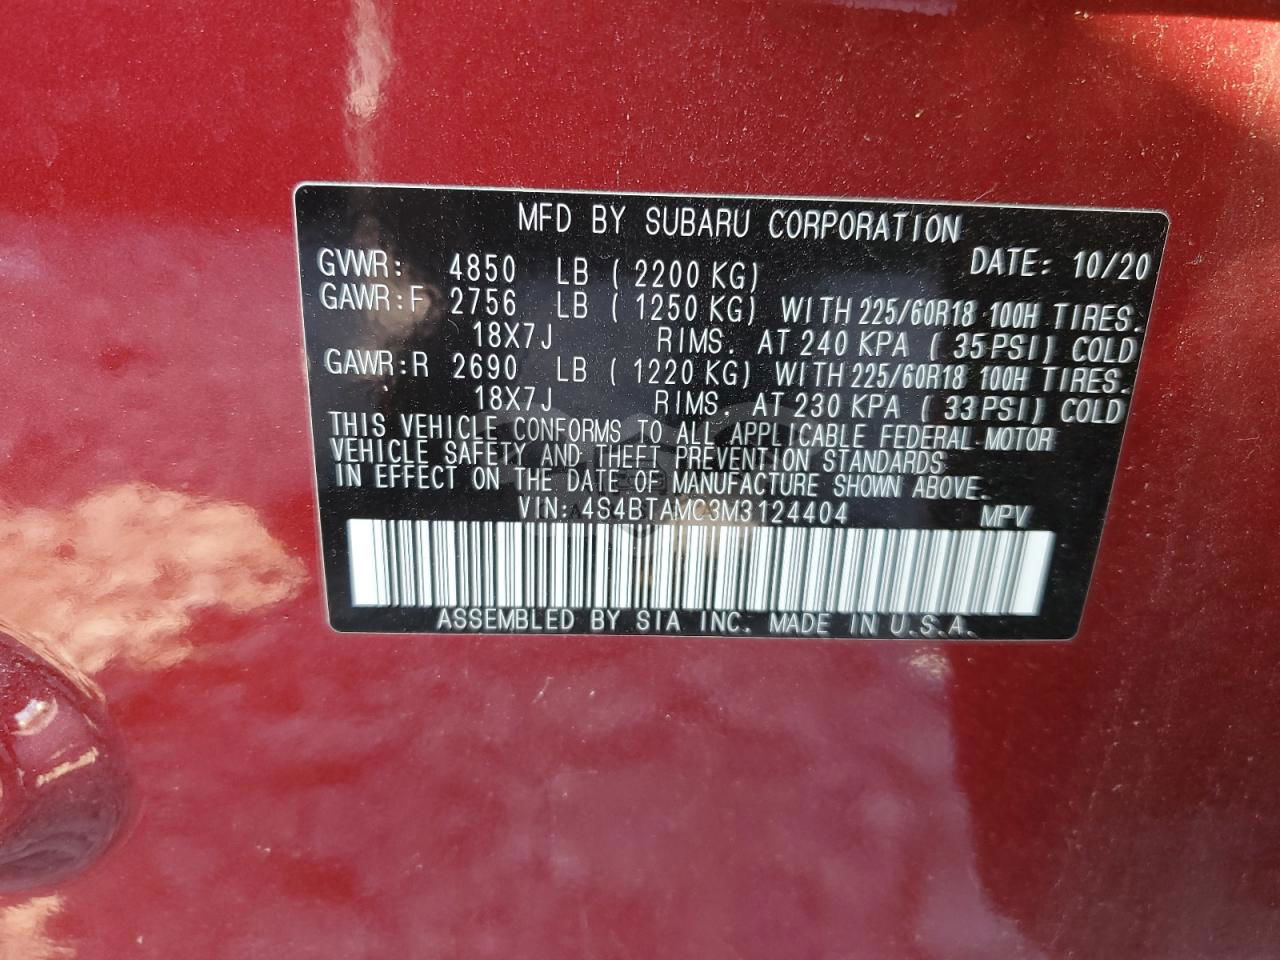 MFD BY SUBARU CORPORATION
GVWR: 4850 LB ( 2200 KG) DATE: 10/20
GAWR:F 2756 LB ( 1250 KG) WITH 225/60R18 100H TIRES.
18X7J RIMS. AT 240 KPA ( 35PSI) COLD
GAWR:R 2690 LB ( 1220 KG) WITH 225/60R18 100H TIRES.
18X7J RIMS. AT 230 KPA ( 33PSI) COLD
THIS VEHICLE CONFORMS TO ALL APPLICABLE FEDERAL MOTOR
VEHICLE SAFETY AND THEFT PREVENTION STANDARDS
IN EFFECT ON THE DATE OF MANUFACTURE SHOWN ABOVE.
VIN: 4S4BTAMC3M3124404 MPV
ASSEMBLED BY SIA INC. MADE IN U.S.A.